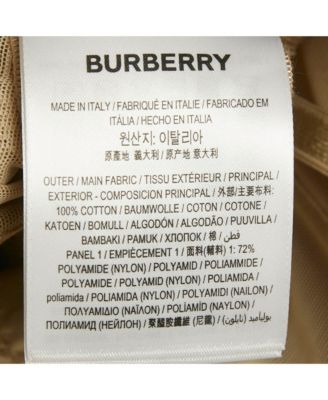 BURBERRY
MADE IN ITALY / FABRIQUÉ EN ITALIE / FABRICADO EM
ITÁLIA / HECHO EN ITALIA
원산지: 이탈리아
原產地 義大利 / 原产地 意大利
OUTER / MAIN FABRIC / TISSU EXTÉRIEUR / PRINCIPAL /
EXTERIOR - COMPOSICION PRINCIPAL / 外部/主要布料:
100% COTTON / BAUMWOLLE / COTON / COTONE /
KATOEN / BOMULL / ALGODÓN / ALGODÃO / PUUVILLA /
BAMBAKI / PAMUK / ХЛОПОК / 棉 / قطن /
PANEL 1 / EMPIÈCEMENT 1 / 面料(輔料) 1: 72%
POLYAMIDE (NYLON) / POLYAMID / POLIAMMIDE /
POLYAMIDE (NYLON) / POLYAMID / POLIAMIDA /
poliamida / POLIAMIDA (NYLON) / POLYAMIDI (NAILON) /
ΠΟΛΥΑΜΙΔΙΟ (ΝΑΪΛΟΝ) / POLİAMİD (NAYLON) /
ПОЛИАМИД (НЕЙЛОН) / 聚醯胺纖維 (尼龍) / بوليأميد (نايلون) /